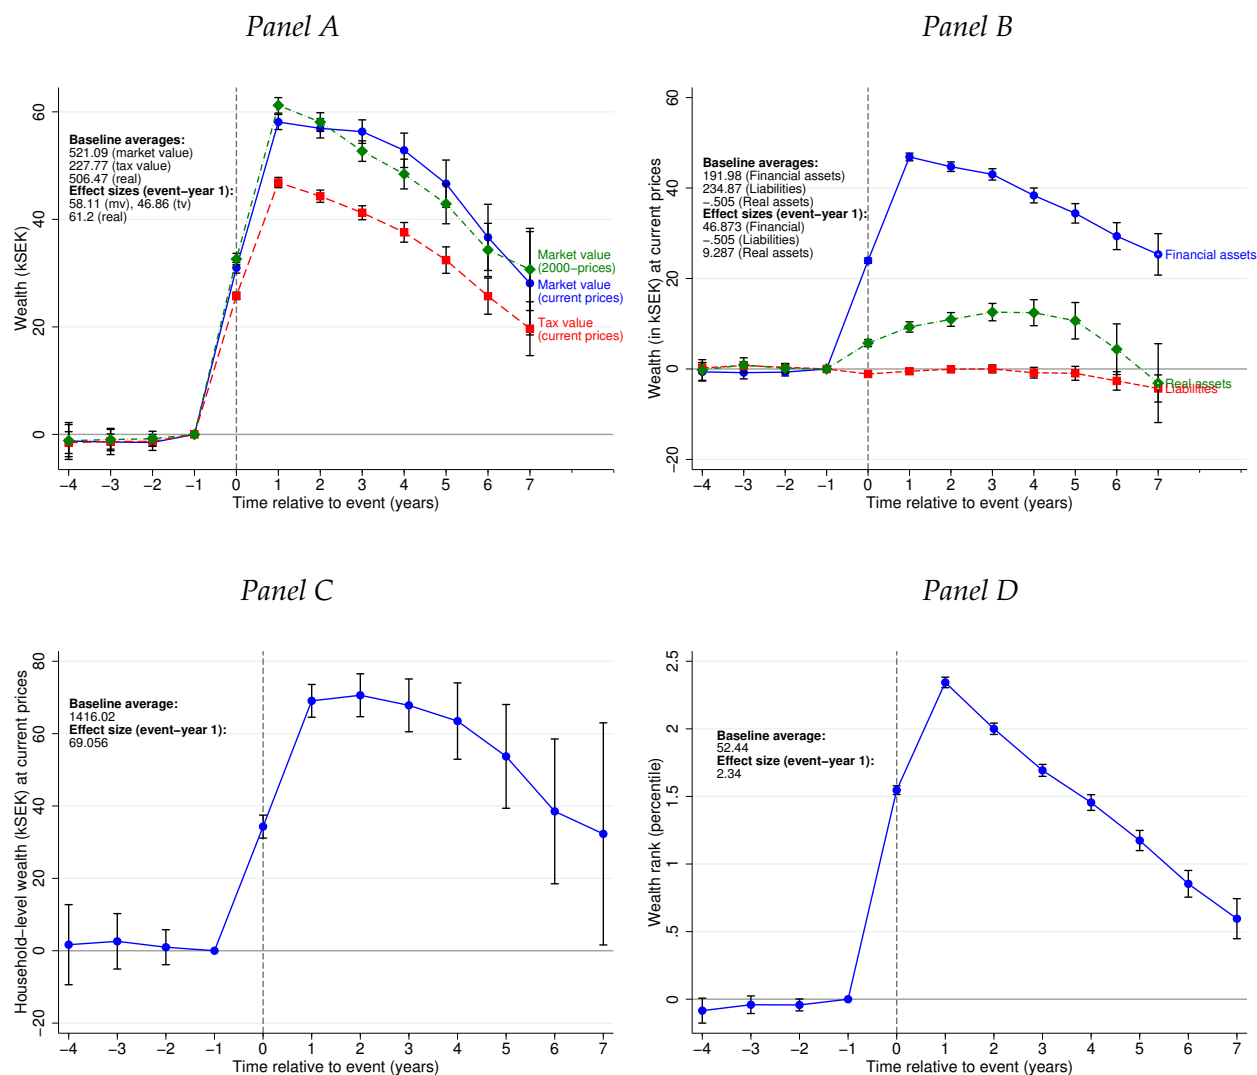 Panel A
Wealth (kSEK)
60
40
20
0
Baseline averages:
521.09 (market value)
227.77 (tax value)
506.47 (real)
Effect sizes (event−year 1):
58.11 (mv), 46.86 (tv)
61.2 (real)
Market value
(2000−prices)
Market value
(current prices)
Tax value
(current prices)
−4 −3 −2 −1 0 1 2 3 4 5 6 7
Time relative to event (years)
Panel B
Wealth (in kSEK) at current prices
60
40
20
0
−20
Baseline averages:
191.98 (Financial assets)
234.87 (Liabilities)
−.505 (Real assets)
Effect sizes (event−year 1):
46.873 (Financial)
−.505 (Liabilities)
9.287 (Real assets)
Financial assets
Real assets
Liabilities
−4 −3 −2 −1 0 1 2 3 4 5 6 7
Time relative to event (years)
Panel C
Household−level wealth (kSEK) at current prices
80
60
40
20
0
−20
Baseline average:
1416.02
Effect size (event−year 1):
69.056
−4 −3 −2 −1 0 1 2 3 4 5 6 7
Time relative to event (years)
Panel D
Wealth rank (percentile)
2.5
2
1.5
1
.5
0
Baseline average:
52.44
Effect size (event−year 1):
2.34
−4 −3 −2 −1 0 1 2 3 4 5 6 7
Time relative to event (years)